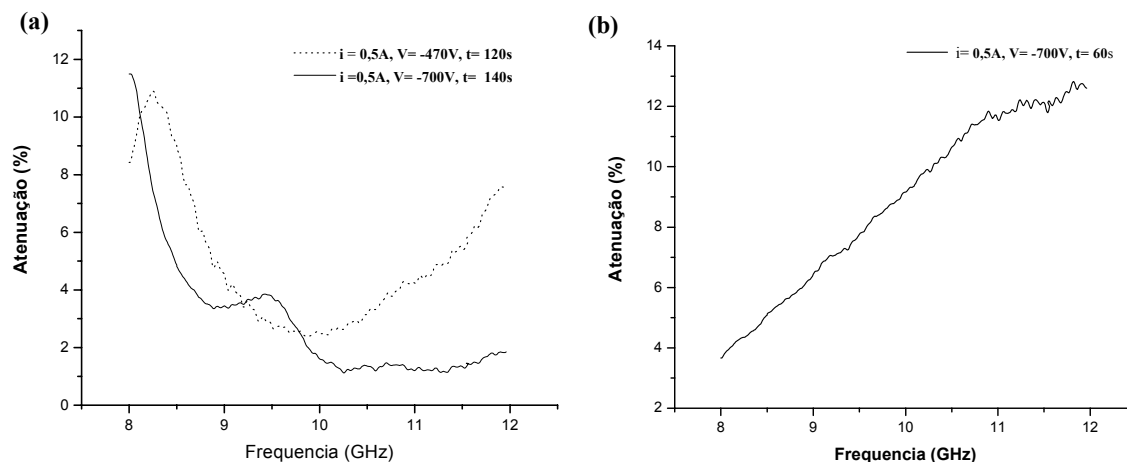 (a)
i = 0,5A, V= -470V, t= 120s
i =0,5A, V= -700V, t= 140s
12
10
8
6
4
2
0
Atenuação (%)
8
9
10
11
12
Frequencia (GHz)
(b)
i= 0,5A, V= -700V, t= 60s
14
12
10
8
6
4
2
Atenuação (%)
8
9
10
11
12
Frequencia (GHz)